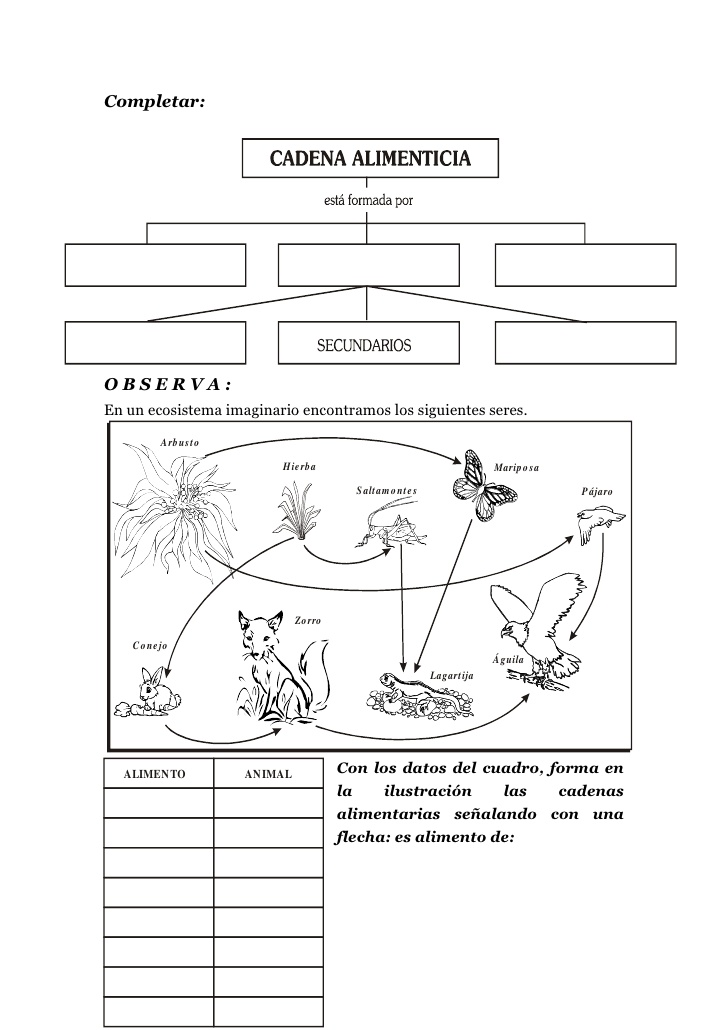 Completar:
CADENA ALIMENTICIA
está formada por
SECUNDARIOS
OBSERVA:
En un ecosistema imaginario encontramos los siguientes seres.
Arbusto
Hierba
Mariposa
Saltamontes
Pájaro
Zorro
Conejo
Águila
Lagartija
ALIMENTO ANIMAL
Con los datos del cuadro, forma en
la ilustración las cadenas
alimentarias señalando con una
flecha: es alimento de: